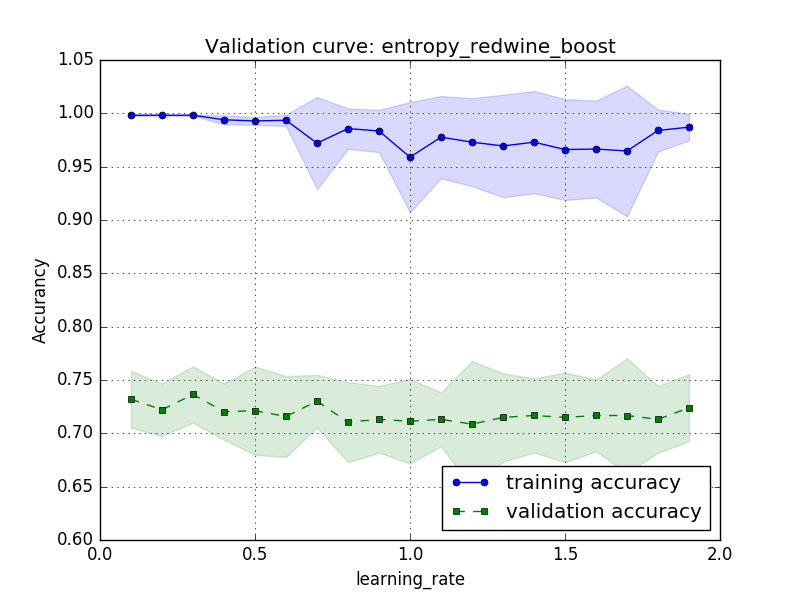 Validation curve: entropy_redwine_boost
1.05
1.00
0.95
0.90
0.85
0.80
0.75
0.70
0.65
0.60
Accurancy
training accuracy
validation accuracy
0.0 0.5 1.0 1.5 2.0
learning_rate